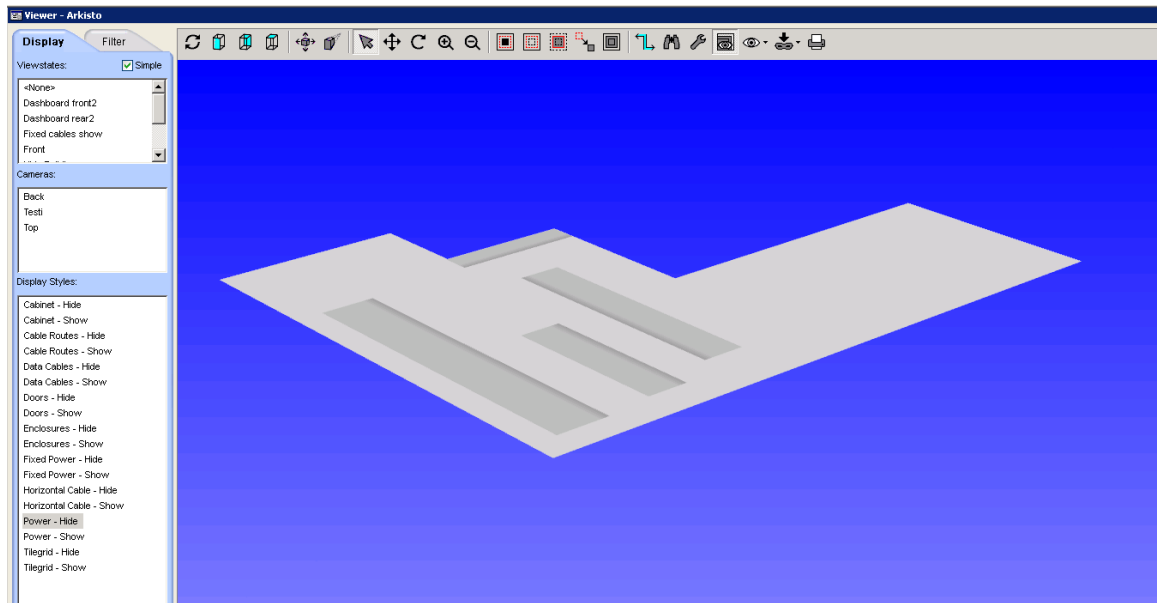 Viewer - Arkisto
Display
Filter
Viewstates:
Simple
<None>
Dashboard front2
Dashboard rear2
Fixed cables show
Front
Cameras:
Back
Testi
Top
Display Styles:
Cabinet - Hide
Cabinet - Show
Cable Routes - Hide
Cable Routes - Show
Data Cables - Hide
Data Cables - Show
Doors - Hide
Doors - Show
Enclosures - Hide
Enclosures - Show
Fixed Power - Hide
Fixed Power - Show
Horizontal Cable - Hide
Horizontal Cable - Show
Power - Hide
Power - Show
Tilegrid - Hide
Tilegrid - Show